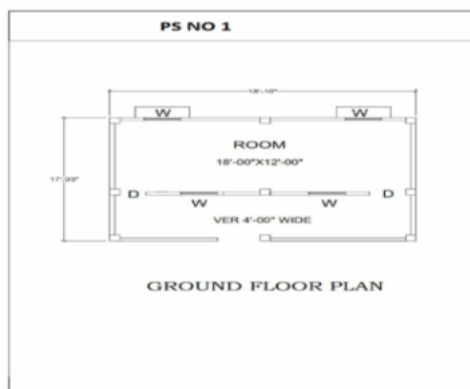 PS NO 1
W
W
ROOM
18'-00"X12'-00"
D
D
W
W
VER 4'-00" WIDE
GROUND FLOOR PLAN